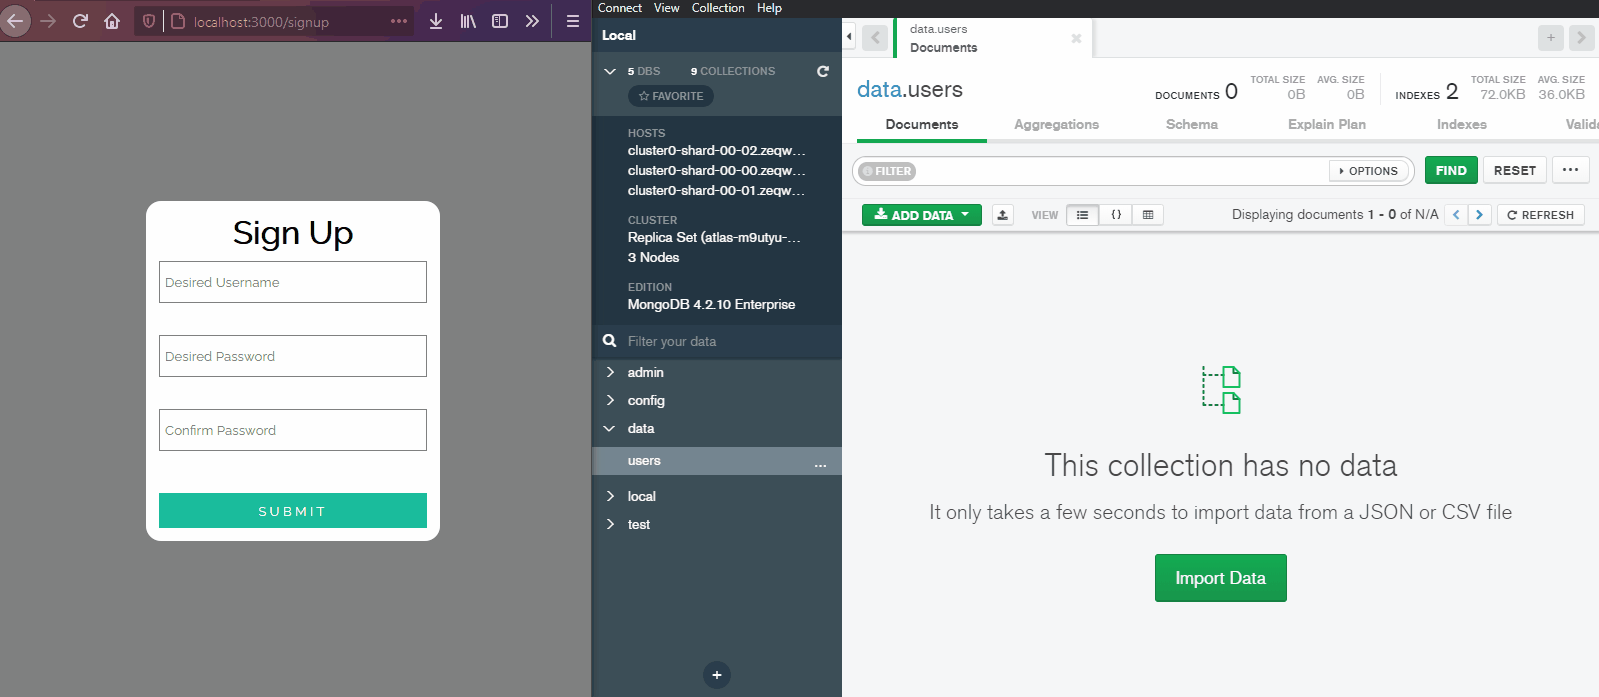 localhost:3000/signup
Sign Up
Desired Username
Desired Password
Confirm Password
SUBMIT
Connect View Collection Help
Local
5 DBS 9 COLLECTIONS
FAVORITE
HOSTS
cluster0-shard-00-02.zeqw...
cluster0-shard-00-00.zeqw...
cluster0-shard-00-01.zeqw...
CLUSTER
Replica Set (atlas-m9utyu-...
3 Nodes
EDITION
MongoDB 4.2.10 Enterprise
Filter your data
admin
config
data
users
...
local
test
data.users
Documents
data.users
DOCUMENTS 0
TOTAL SIZE
0B
AVG. SIZE
0B
INDEXES 2
TOTAL SIZE
72.0KB
AVG. SIZE
36.0KB
Documents Aggregations Schema Explain Plan Indexes Valida
FILTER OPTIONS FIND RESET ...
ADD DATA VIEW { } Displaying documents 1 - 0 of N/A REFRESH
This collection has no data
It only takes a few seconds to import data from a JSON or CSV file
Import Data